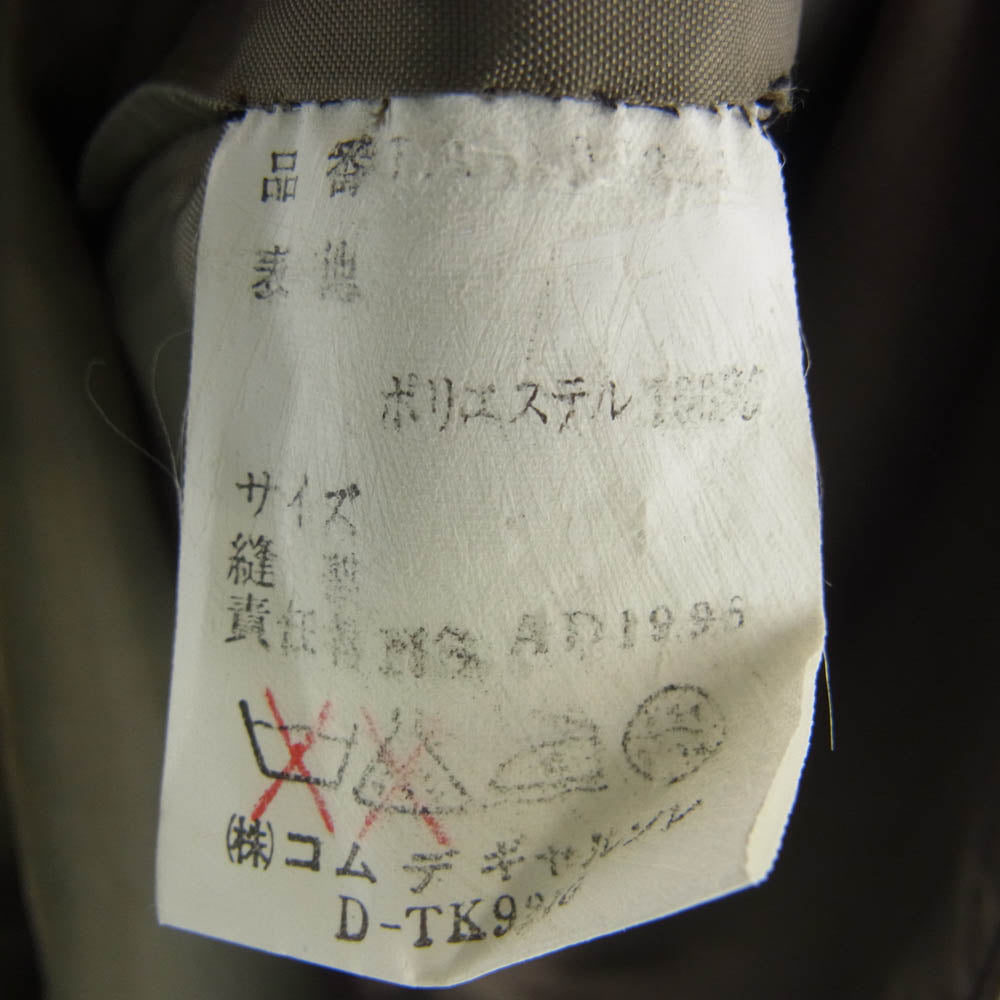 品番
表地
ポリエステル 100%
サイズ
縫製
責任者 AD1996
㈱コム デ ギャルソン
D-TK9